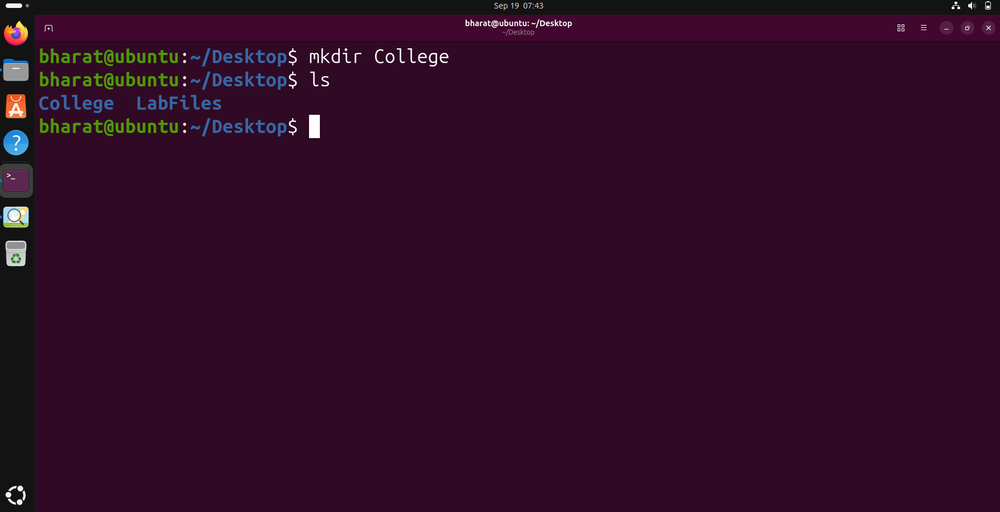 Sep 19 07:43
bharat@ubuntu: ~/Desktop
~/Desktop
bharat@ubuntu:~/Desktop$ mkdir College
bharat@ubuntu:~/Desktop$ ls
College LabFiles
bharat@ubuntu:~/Desktop$